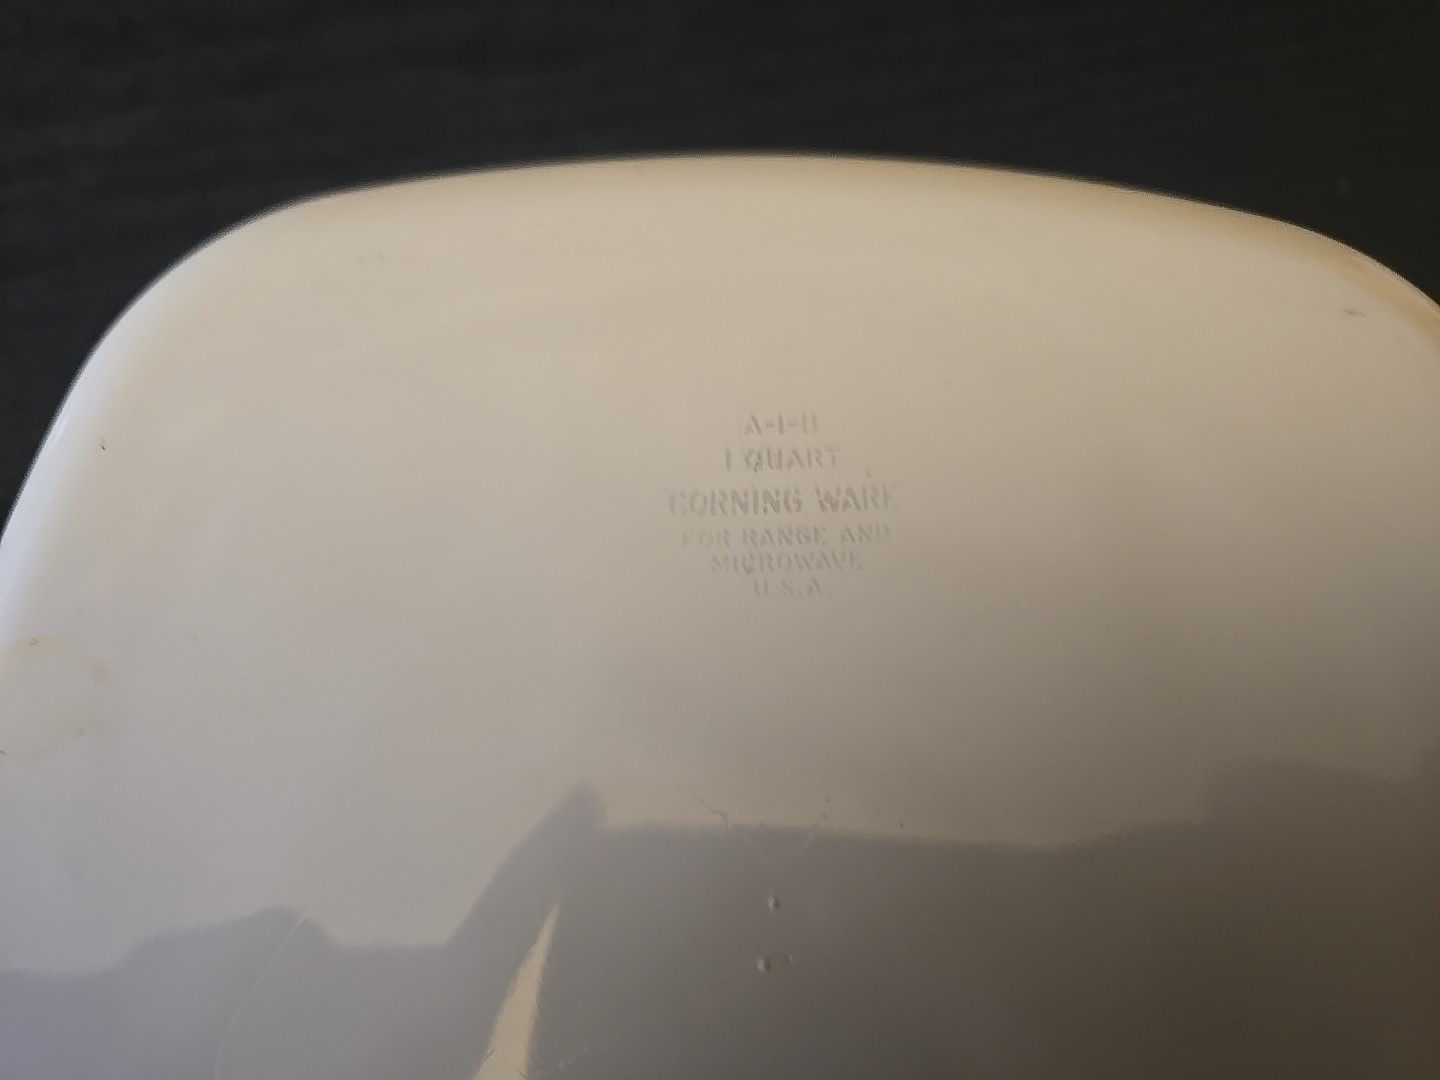 A-1-B
1 QUART
CORNING WARE
FOR RANGE AND
MICROWAVE
U.S.A.